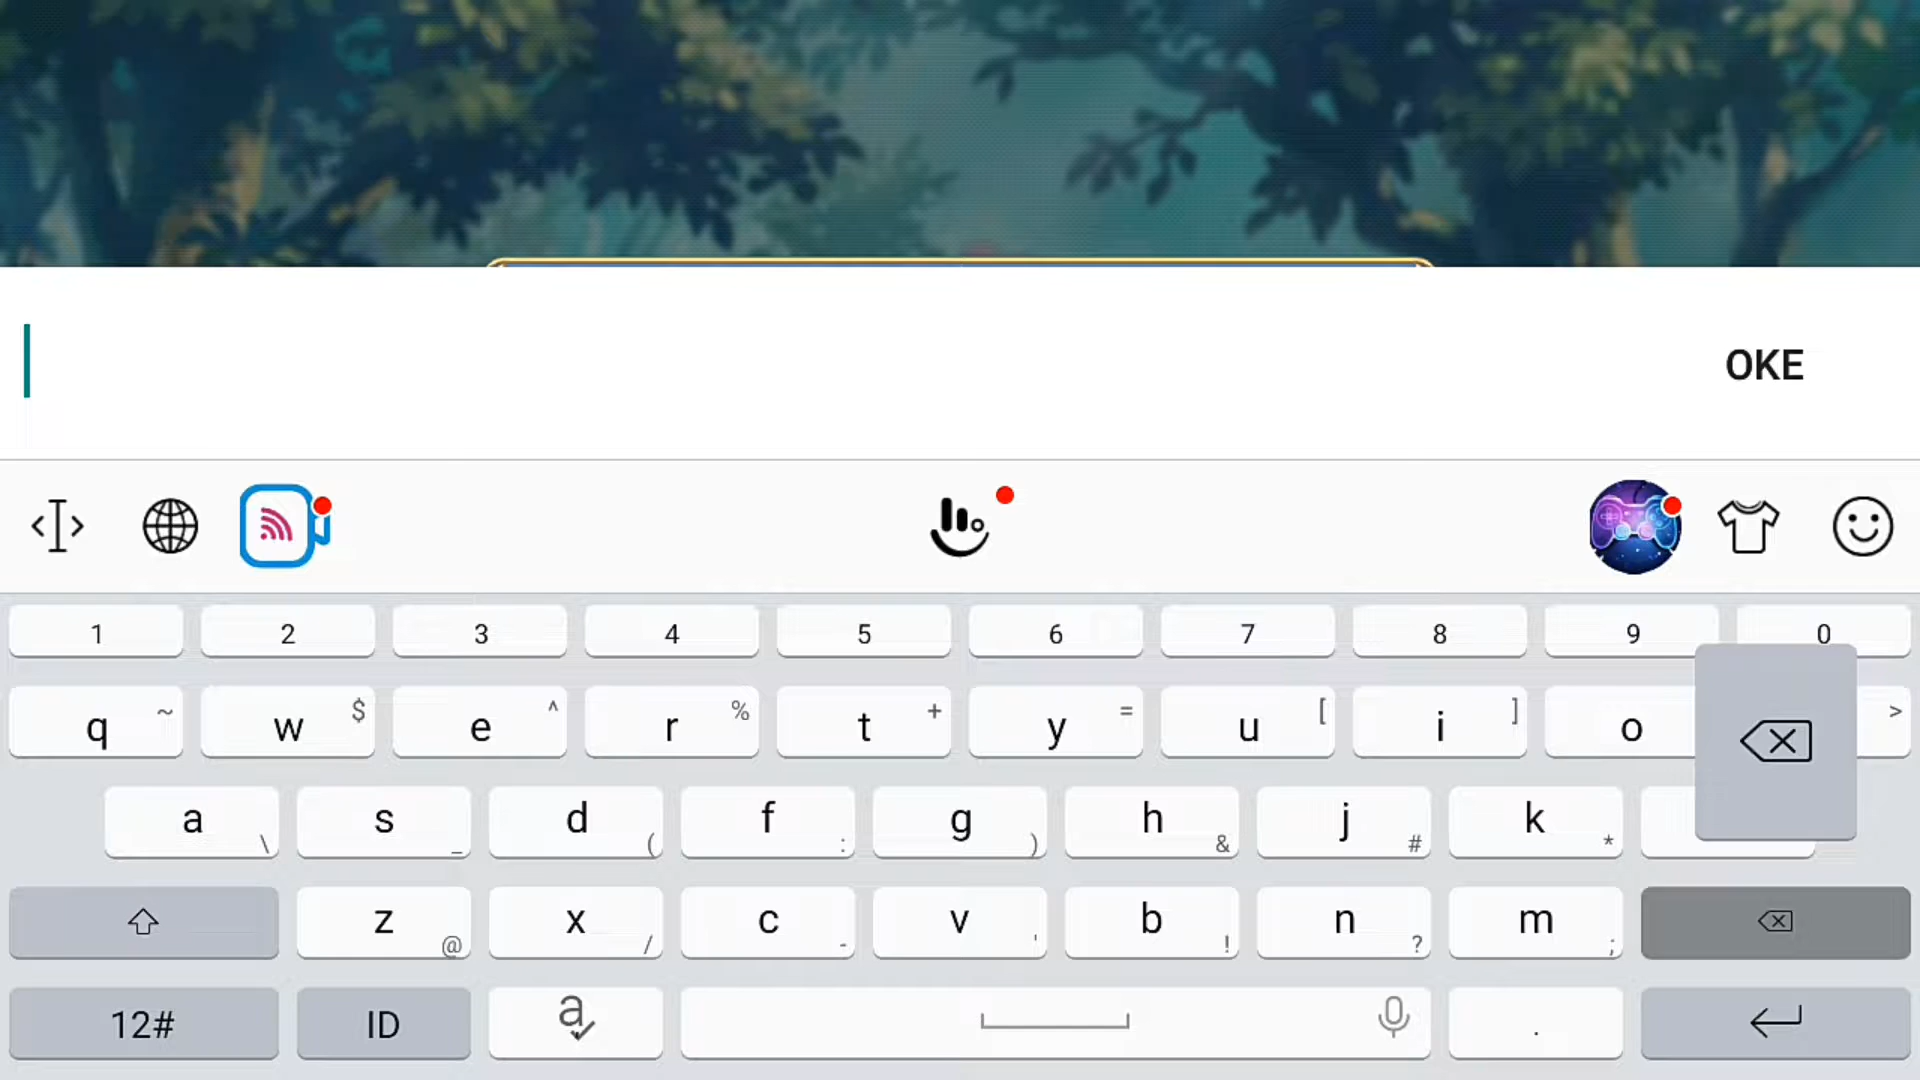 OKE
1 2 3 4 5 6 7 8 9 0
q ~ w $ e ^ r % t + y = u [ i ] o >
a \ s _ d ( f : g ) h & j # k *
z @ x / c - v ' b ! n ? m ;
12# ID a .